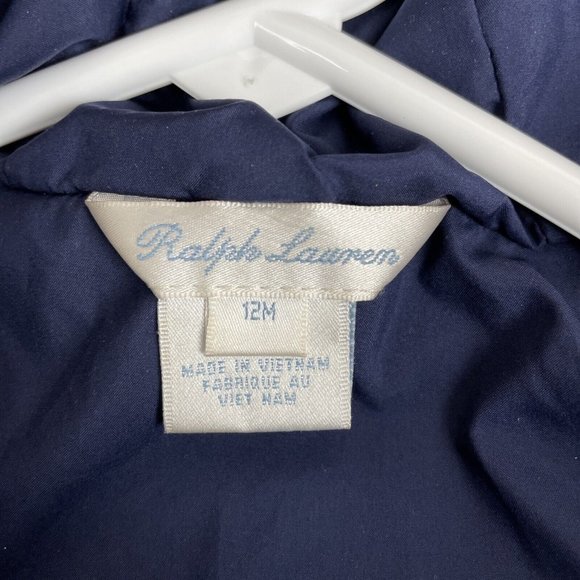 Ralph Lauren
12M
MADE IN VIETNAM
FABRIQUE AU
VIET NAM